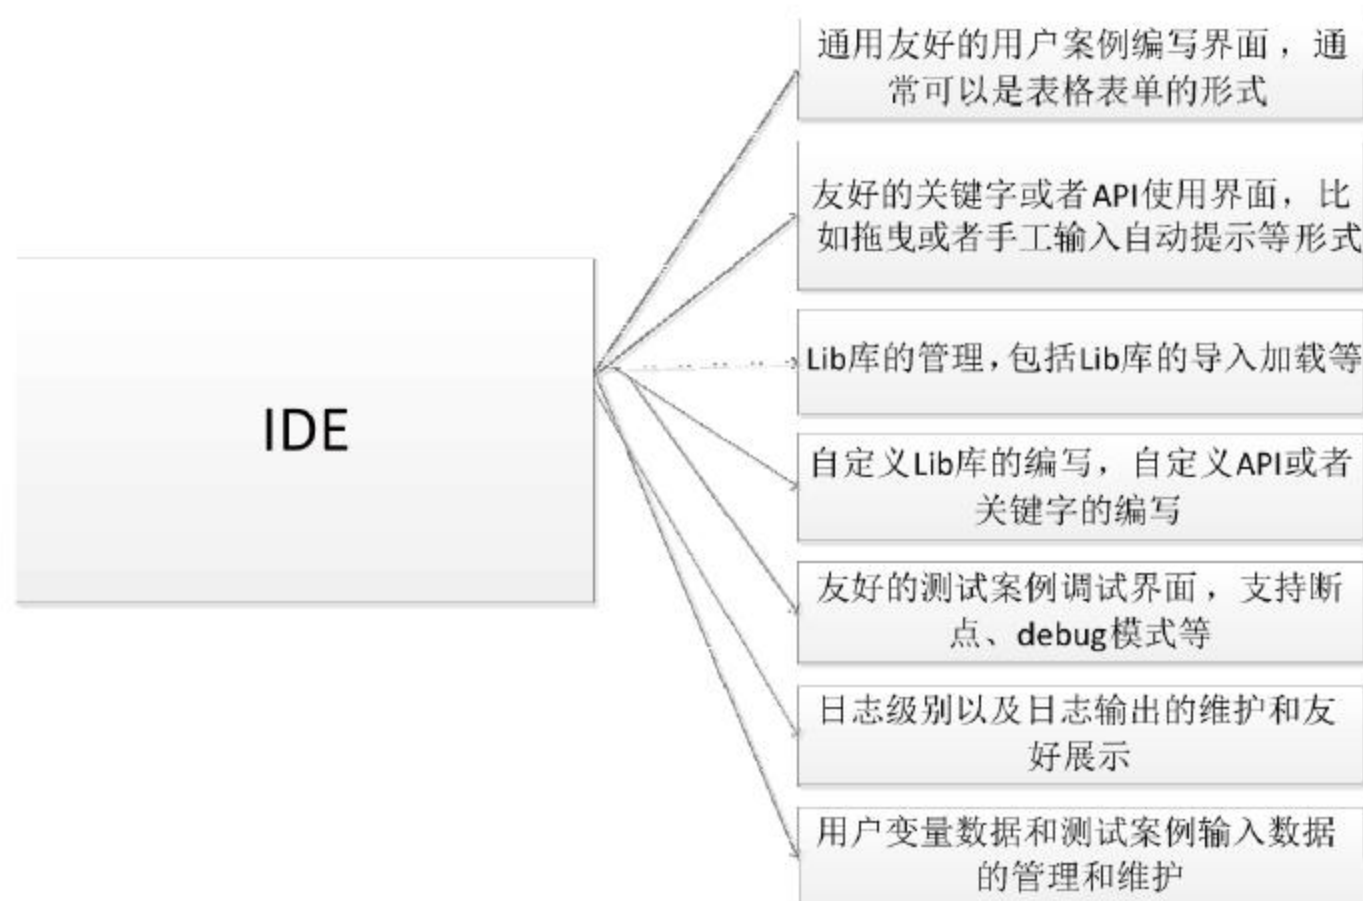 通用友好的用户案例编写界面，通
常可以是表格表单的形式
友好的关键字或者API使用界面，比
如拖曳或者手工输入自动提示等形式
IDE
Lib库的管理，包括Lib库的导入加载等
自定义Lib库的编写，自定义API或者
关键字的编写
友好的测试案例调试界面，支持断
点、debug模式等
日志级别以及日志输出的维护和友
好展示
用户变量数据和测试案例输入数据
的管理和维护